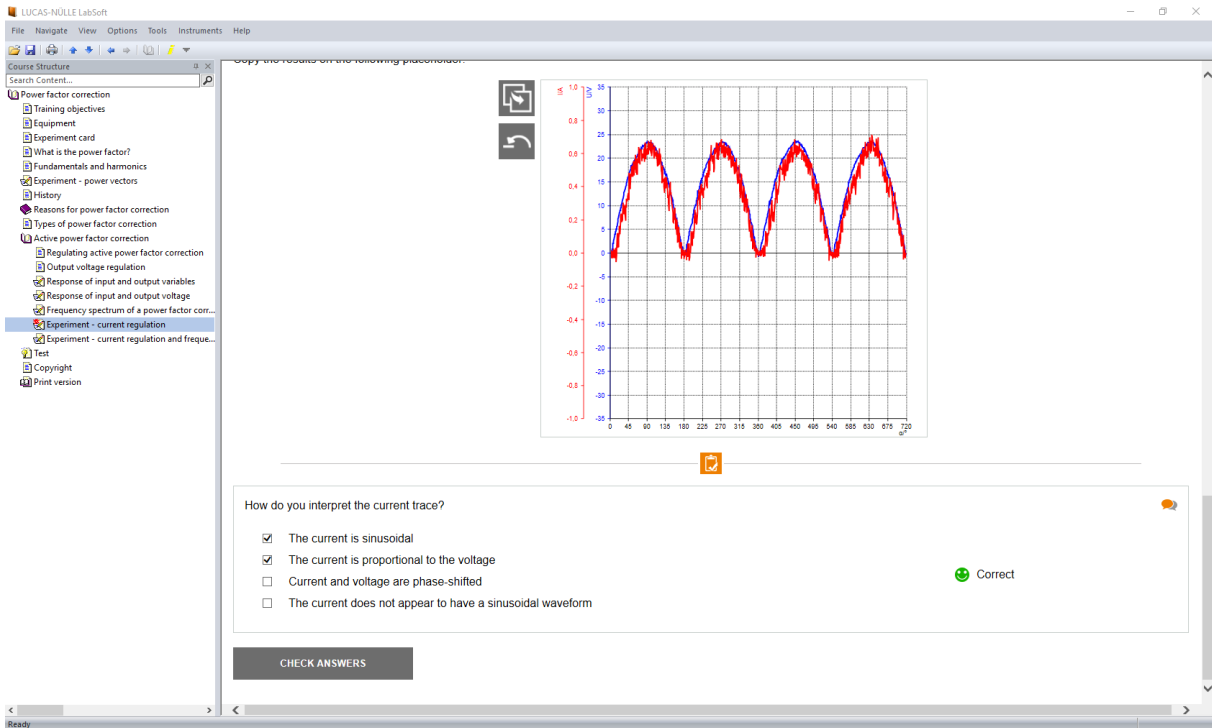 LUCAS-NÜLLE LabSoft
File Navigate View Options Tools Instruments Help
Course Structure
Search Content...
Power factor correction
Training objectives
Equipment
Experiment card
What is the power factor?
Fundamentals and harmonics
Experiment - power vectors
History
Reasons for power factor correction
Types of power factor correction
Active power factor correction
Regulating active power factor correction
Output voltage regulation
Response of input and output variables
Response of input and output voltage
Frequency spectrum of a power factor corr...
Experiment - current regulation
Experiment - current regulation and freque...
Test
Copyright
Print version
Copy the results on the following placeholder.
I/A
1.0
0.8
0.6
0.4
0.2
0.0
-0.2
-0.4
-0.6
-0.8
-1.0
U/V
35
30
25
20
15
10
5
0
-5
-10
-15
-20
-25
-30
-35
0 45 90 135 180 225 270 315 360 405 450 495 540 585 630 675 720
α/°
How do you interpret the current trace?
The current is sinusoidal
The current is proportional to the voltage
Current and voltage are phase-shifted
The current does not appear to have a sinusoidal waveform
Correct
CHECK ANSWERS
Ready